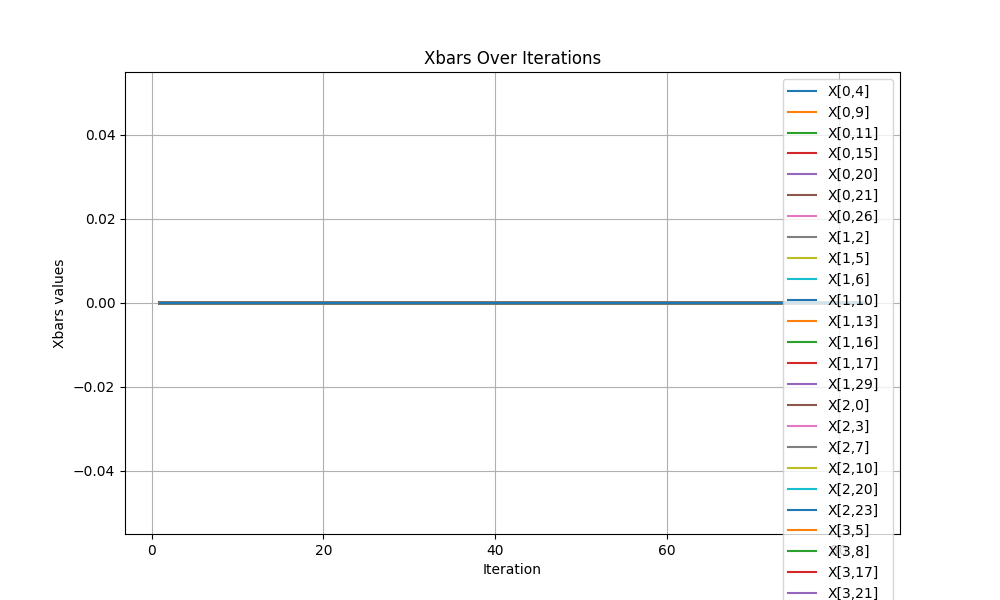 Xbars Over Iterations
Xbars values
0.04
0.02
0.00
−0.02
−0.04
0
20
40
60
Iteration
X[0,4]
X[0,9]
X[0,11]
X[0,15]
X[0,20]
X[0,21]
X[0,26]
X[1,2]
X[1,5]
X[1,6]
X[1,10]
X[1,13]
X[1,16]
X[1,17]
X[1,29]
X[2,0]
X[2,3]
X[2,7]
X[2,10]
X[2,20]
X[2,23]
X[3,5]
X[3,8]
X[3,17]
X[3,21]